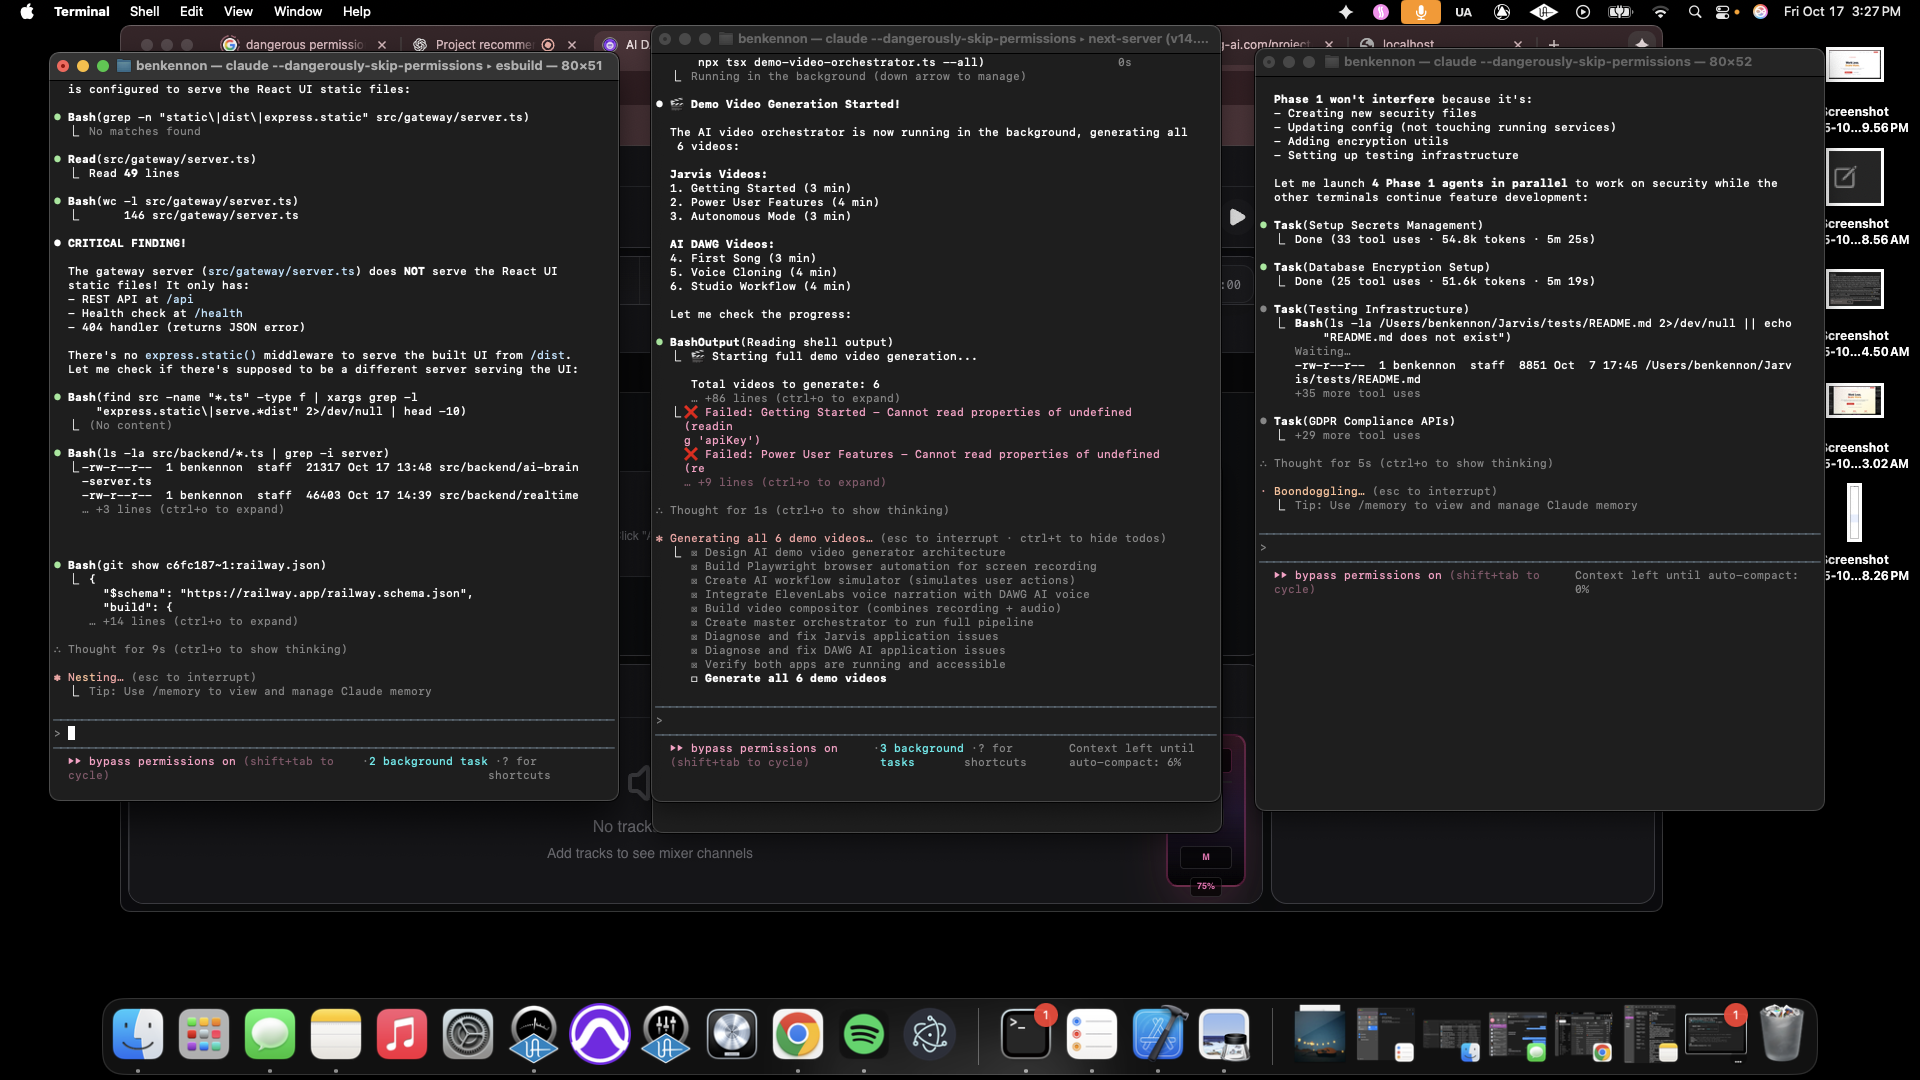 Terminal Shell Edit View Window Help
UA
Fri Oct 17 3:27 PM
dangerous permissio
Project recomme
AI D
g-ai.com/project
localhost
benkennon — claude --dangerously-skip-permissions ▸ esbuild — 80×51
is configured to serve the React UI static files:
Bash(grep -n "static\|dist\|express.static" src/gateway/server.ts)
No matches found
Read(src/gateway/server.ts)
Read 49 lines
Bash(wc -l src/gateway/server.ts)
146 src/gateway/server.ts
CRITICAL FINDING!
The gateway server (src/gateway/server.ts) does NOT serve the React UI
static files! It only has:
- REST API at /api
- Health check at /health
- 404 handler (returns JSON error)
There's no express.static() middleware to serve the built UI from /dist.
Let me check if there's supposed to be a different server serving the UI:
Bash(find src -name "*.ts" -type f | xargs grep -l
"express.static\|serve.*dist" 2>/dev/null | head -10)
(No content)
Bash(ls -la src/backend/*.ts | grep -i server)
-rw-r--r-- 1 benkennon staff 21317 Oct 17 13:48 src/backend/ai-brain
-server.ts
-rw-r--r-- 1 benkennon staff 46403 Oct 17 14:39 src/backend/realtime
… +3 lines (ctrl+o to expand)
Bash(git show c6fc187~1:railway.json)
{
"$schema": "https://railway.app/railway.schema.json",
"build": {
… +14 lines (ctrl+o to expand)
∴ Thought for 9s (ctrl+o to show thinking)
✽ Nesting… (esc to interrupt)
Tip: Use /memory to view and manage Claude memory
>
▸▸ bypass permissions on (shift+tab to
cycle)
·2 background task
·? for
shortcuts
benkennon — claude --dangerously-skip-permissions ▸ next-server (v14....
npx tsx demo-video-orchestrator.ts --all) 0s
Running in the background (down arrow to manage)
🎬 Demo Video Generation Started!
The AI video orchestrator is now running in the background, generating all
6 videos:
Jarvis Videos:
1. Getting Started (3 min)
2. Power User Features (4 min)
3. Autonomous Mode (3 min)
AI DAWG Videos:
4. First Song (3 min)
5. Voice Cloning (4 min)
6. Studio Workflow (4 min)
Let me check the progress:
BashOutput(Reading shell output)
🎬 Starting full demo video generation...
Total videos to generate: 6
… +86 lines (ctrl+o to expand)
❌ Failed: Getting Started - Cannot read properties of undefined
(readin
g 'apiKey')
❌ Failed: Power User Features - Cannot read properties of undefined
(re
… +9 lines (ctrl+o to expand)
∴ Thought for 1s (ctrl+o to show thinking)
✱ Generating all 6 demo videos… (esc to interrupt · ctrl+t to hide todos)
☒ Design AI demo video generator architecture
☒ Build Playwright browser automation for screen recording
☒ Create AI workflow simulator (simulates user actions)
☒ Integrate ElevenLabs voice narration with DAWG AI voice
☒ Build video compositor (combines recording + audio)
☒ Create master orchestrator to run full pipeline
☒ Diagnose and fix Jarvis application issues
☒ Diagnose and fix DAWG AI application issues
☒ Verify both apps are running and accessible
☐ Generate all 6 demo videos
>
▸▸ bypass permissions on
(shift+tab to cycle)
·3 background
tasks
·? for
shortcuts
Context left until
auto-compact: 6%
benkennon — claude --dangerously-skip-permissions — 80×52
Phase 1 won't interfere because it's:
- Creating new security files
- Updating config (not touching running services)
- Adding encryption utils
- Setting up testing infrastructure
Let me launch 4 Phase 1 agents in parallel to work on security while the
other terminals continue feature development:
Task(Setup Secrets Management)
Done (33 tool uses · 54.8k tokens · 5m 25s)
Task(Database Encryption Setup)
Done (25 tool uses · 51.6k tokens · 5m 19s)
Task(Testing Infrastructure)
Bash(ls -la /Users/benkennon/Jarvis/tests/README.md 2>/dev/null || echo
"README.md does not exist")
Waiting…
-rw-r--r-- 1 benkennon staff 8851 Oct 7 17:45 /Users/benkennon/Jarv
is/tests/README.md
+35 more tool uses
Task(GDPR Compliance APIs)
+29 more tool uses
∴ Thought for 5s (ctrl+o to show thinking)
· Boondoggling… (esc to interrupt)
Tip: Use /memory to view and manage Claude memory
>
▸▸ bypass permissions on (shift+tab to
cycle)
Context left until auto-compact:
0%
:00
Click "A
No track
Add tracks to see mixer channels
M
75%
Screenshot
5-10...9.56 PM
Screenshot
5-10...8.56 AM
Screenshot
5-10...4.50 AM
Screenshot
5-10...3.02 AM
Screenshot
5-10...8.26 PM
1
1